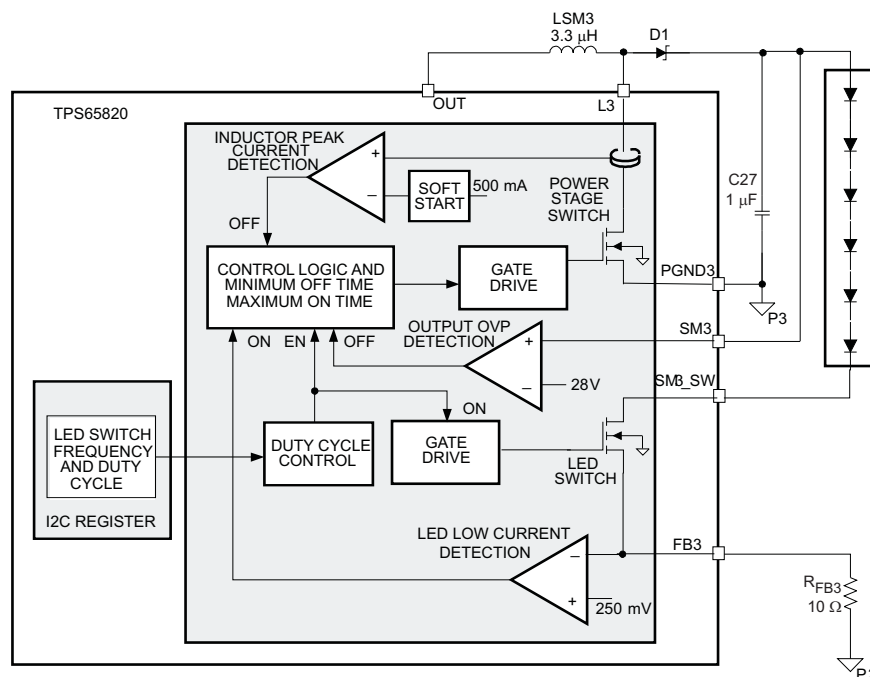 LSM3
3.3 μH
D1
OUT
L3
TPS65820
INDUCTOR PEAK
CURRENT
DETECTION
+
–
SOFT
START
500 mA
POWER
STAGE
SWITCH
C27
1 μF
OFF
CONTROL LOGIC AND
MINIMUM OFF TIME
MAXIMUM ON TIME
GATE
DRIVE
PGND3
P3
ON
EN
OFF
OUTPUT OVP
DETECTION
+
–
28V
SM3
SM3_SW
ON
LED SWITCH
FREQUENCY
AND DUTY
CYCLE
I2C REGISTER
DUTY CYCLE
CONTROL
GATE
DRIVE
LED
SWITCH
LED LOW CURRENT
DETECTION
–
+
250 mV
FB3
RFB3
10 Ω